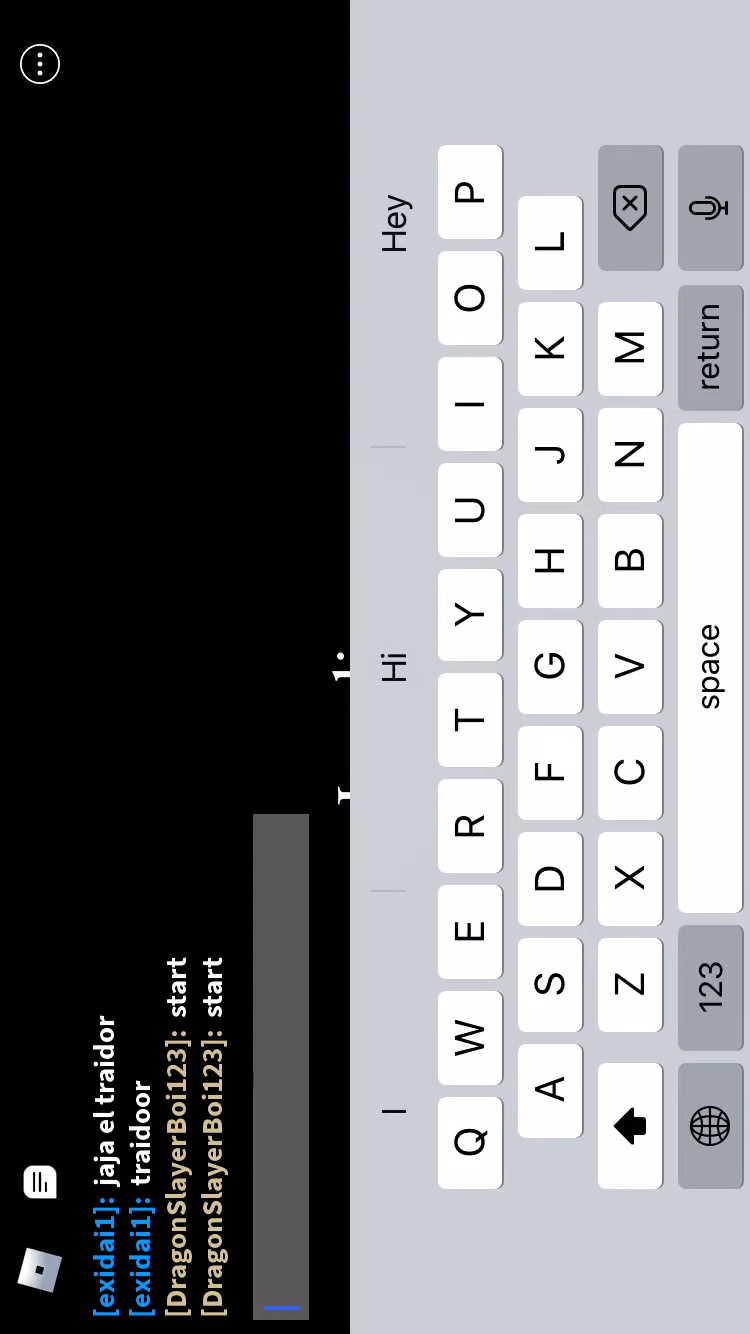 [exidai1]: jaja el traidor
[exidai1]: traidoor
[DragonSlayerBoi123]: start
[DragonSlayerBoi123]: start
I
Hi
Hey
Q W E R T Y U I O P
A S D F G H J K L
Z X C V B N M
123
space
return